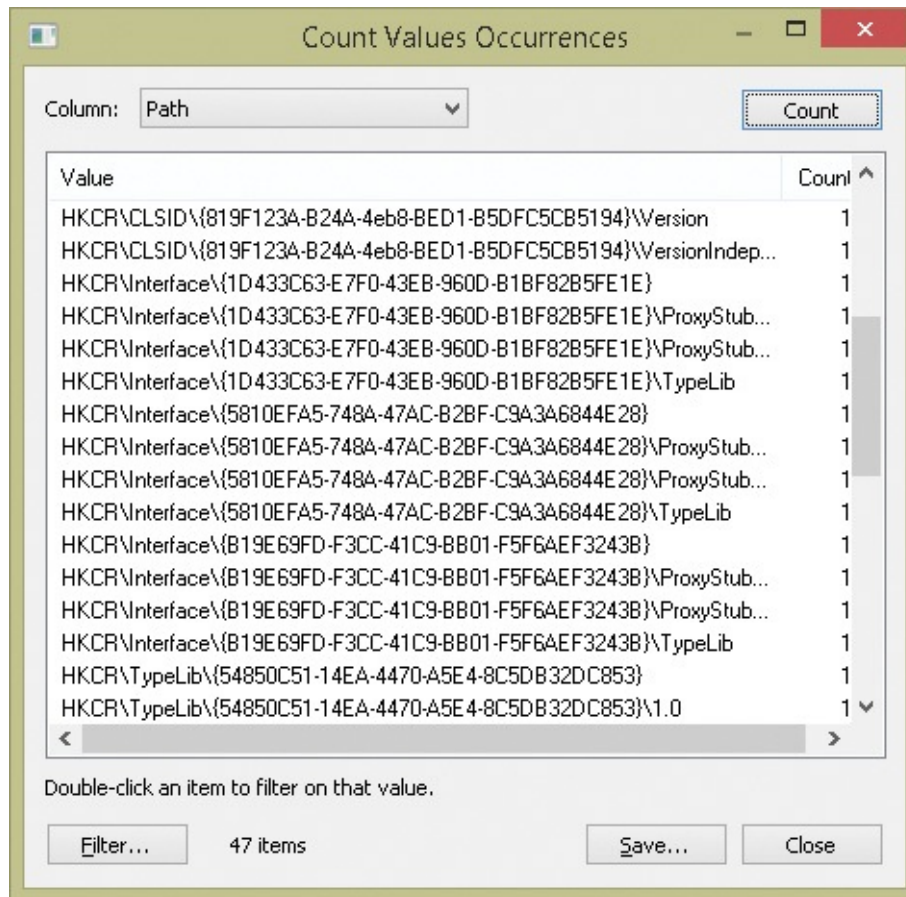 Count Values Occurrences
Column: Path Count
Value Count
HKCR\CLSID\{819F123A-B24A-4eb8-BED1-B5DFC5CB5194}\Version 1
HKCR\CLSID\{819F123A-B24A-4eb8-BED1-B5DFC5CB5194}\VersionIndep... 1
HKCR\Interface\{1D433C63-E7F0-43EB-960D-B1BF82B5FE1E} 1
HKCR\Interface\{1D433C63-E7F0-43EB-960D-B1BF82B5FE1E}\ProxyStub... 1
HKCR\Interface\{1D433C63-E7F0-43EB-960D-B1BF82B5FE1E}\ProxyStub... 1
HKCR\Interface\{1D433C63-E7F0-43EB-960D-B1BF82B5FE1E}\TypeLib 1
HKCR\Interface\{5810EFA5-748A-47AC-B2BF-C9A3A6844E28} 1
HKCR\Interface\{5810EFA5-748A-47AC-B2BF-C9A3A6844E28}\ProxyStub... 1
HKCR\Interface\{5810EFA5-748A-47AC-B2BF-C9A3A6844E28}\ProxyStub... 1
HKCR\Interface\{5810EFA5-748A-47AC-B2BF-C9A3A6844E28}\TypeLib 1
HKCR\Interface\{B19E69FD-F3CC-41C9-BB01-F5F6AEF3243B} 1
HKCR\Interface\{B19E69FD-F3CC-41C9-BB01-F5F6AEF3243B}\ProxyStub... 1
HKCR\Interface\{B19E69FD-F3CC-41C9-BB01-F5F6AEF3243B}\ProxyStub... 1
HKCR\Interface\{B19E69FD-F3CC-41C9-BB01-F5F6AEF3243B}\TypeLib 1
HKCR\TypeLib\{54850C51-14EA-4470-A5E4-8C5DB32DC853} 1
HKCR\TypeLib\{54850C51-14EA-4470-A5E4-8C5DB32DC853}\1.0 1
Double-click an item to filter on that value.
Filter... 47 items Save... Close